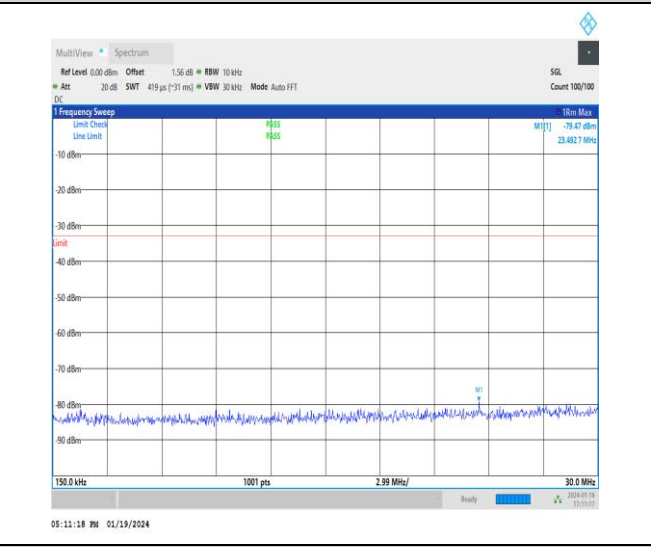 MultiView Spectrum
Ref Level 0.00 dBm Offset 1.56 dB RBW 10 kHz SGL
Att 20 dB SWT 419 µs (~31 ms) VBW 30 kHz Mode Auto FFT Count 100/100
DC
1 Frequency Sweep 1Rm Max
Limit Check PASS M1[1] -79.47 dBm
Line Limit PASS 23.492 7 MHz
-10 dBm
-20 dBm
-30 dBm
Limit
-40 dBm
-50 dBm
-60 dBm
-70 dBm
M1
-80 dBm
-90 dBm
150.0 kHz 1001 pts 2.99 MHz/ 30.0 MHz
Ready 2024-01-19
05:11:18 PM 01/19/2024